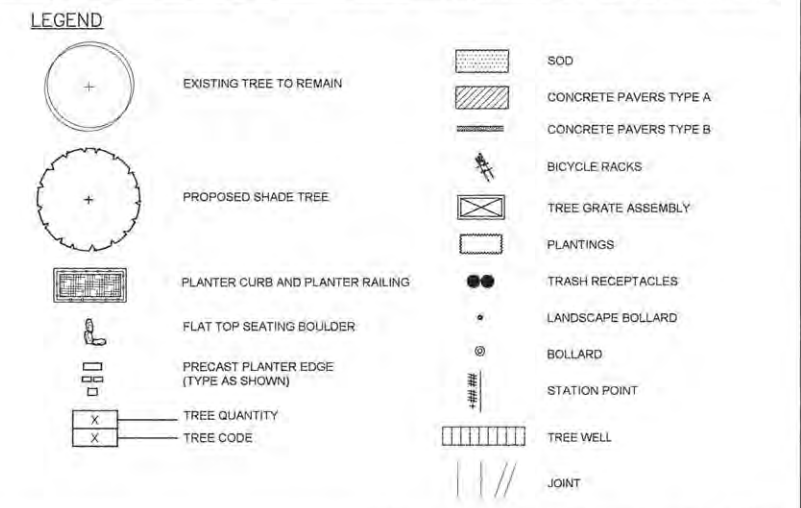 LEGEND
EXISTING TREE TO REMAIN
PROPOSED SHADE TREE
PLANTER CURB AND PLANTER RAILING
FLAT TOP SEATING BOULDER
PRECAST PLANTER EDGE
(TYPE AS SHOWN)
X TREE QUANTITY
X TREE CODE
SOD
CONCRETE PAVERS TYPE A
CONCRETE PAVERS TYPE B
BICYCLE RACKS
TREE GRATE ASSEMBLY
PLANTINGS
TRASH RECEPTACLES
LANDSCAPE BOLLARD
BOLLARD
+## ## STATION POINT
TREE WELL
JOINT